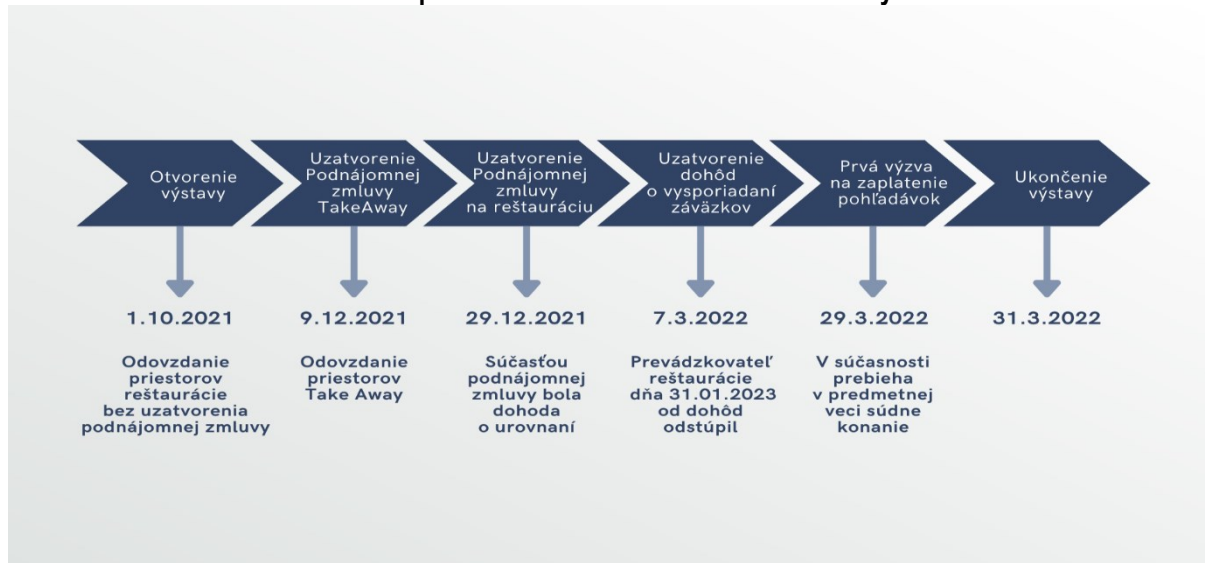 Otvorenie
výstavy
Uzatvorenie
Podnájomnej
zmluvy
TakeAway
Uzatvorenie
Podnájomnej
zmluvy
na reštauráciu
Uzatvorenie
dohôd
o vysporiadaní
záväzkov
Prvá výzva
na zaplatenie
pohľadávok
Ukončenie
výstavy
1.10.2021
9.12.2021
29.12.2021
7.3.2022
29.3.2022
31.3.2022
Odovzdanie
priestorov
reštaurácie
bez uzatvorenia
podnájomnej zmluvy
Odovzdanie
priestorov
Take Away
Súčasťou
podnájomnej
zmluvy bola
dohoda
o urovnaní
Prevádzkovateľ
reštaurácie
dňa 31.01.2023
od dohôd
odstúpil
V súčasnosti
prebieha
v predmetnej
veci súdne
konanie